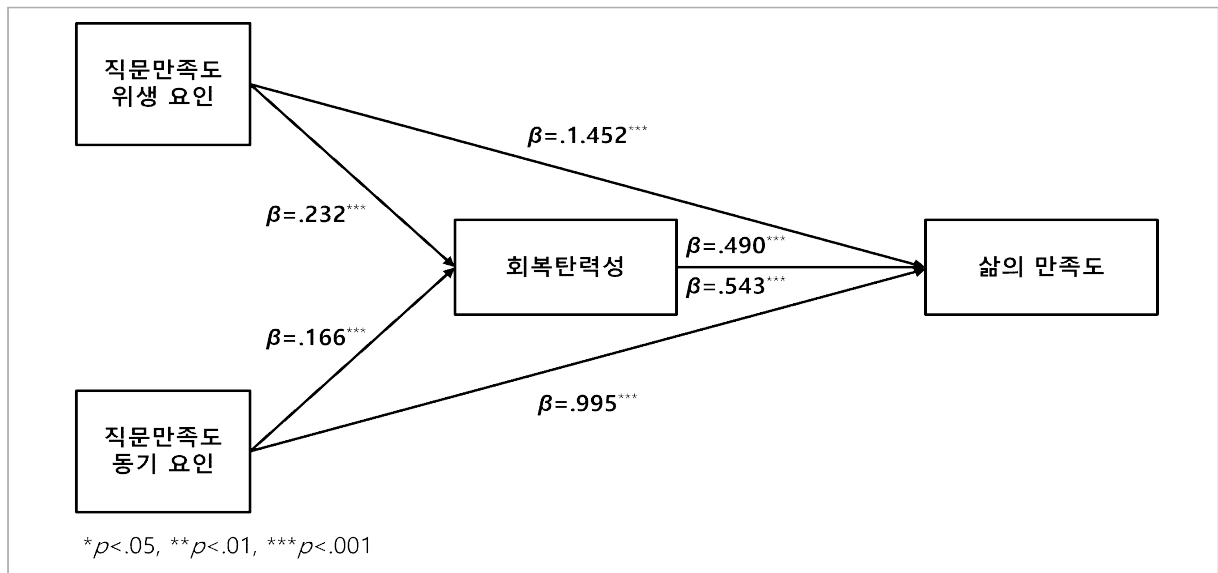 직문만족도
위생 요인
β=.1.452***
β=.232***
회복탄력성
β=.490***
β=.543***
삶의 만족도
β=.166***
β=.995***
직문만족도
동기 요인
*p<.05, **p<.01, ***p<.001